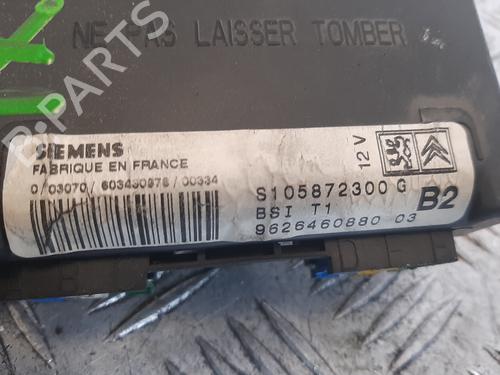 NE PAS LAISSER TOMBER
B-PARTS
SIEMENS
FABRIQUE EN FRANCE
0/03070/603430978/00334
12 V
S105872300 G
BSI T1
B2
9626460880 03